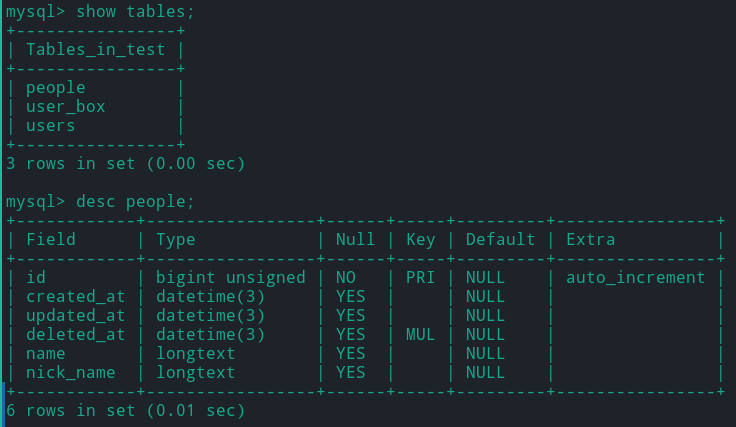 mysql> show tables;
+----------------+
| Tables_in_test |
+----------------+
| people         |
| user_box       |
| users          |
+----------------+
3 rows in set (0.00 sec)

mysql> desc people;
+------------+-----------------+------+-----+---------+----------------+
| Field      | Type            | Null | Key | Default | Extra          |
+------------+-----------------+------+-----+---------+----------------+
| id         | bigint unsigned | NO   | PRI | NULL    | auto_increment |
| created_at | datetime(3)     | YES  |     | NULL    |                |
| updated_at | datetime(3)     | YES  |     | NULL    |                |
| deleted_at | datetime(3)     | YES  | MUL | NULL    |                |
| name       | longtext        | YES  |     | NULL    |                |
| nick_name  | longtext        | YES  |     | NULL    |                |
+------------+-----------------+------+-----+---------+----------------+
6 rows in set (0.01 sec)